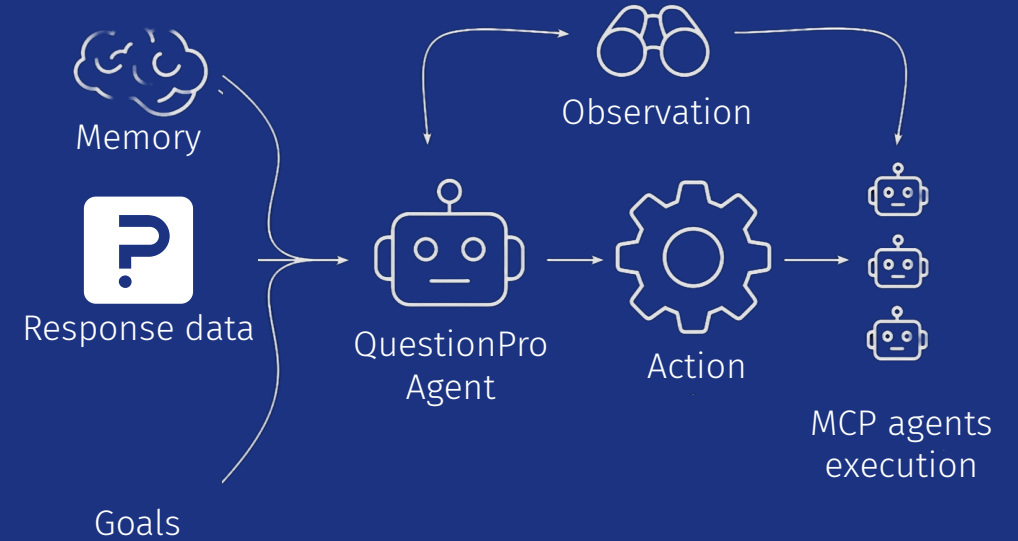 Memory
Response data
Goals
QuestionPro
Agent
Observation
Action
MCP agents
execution